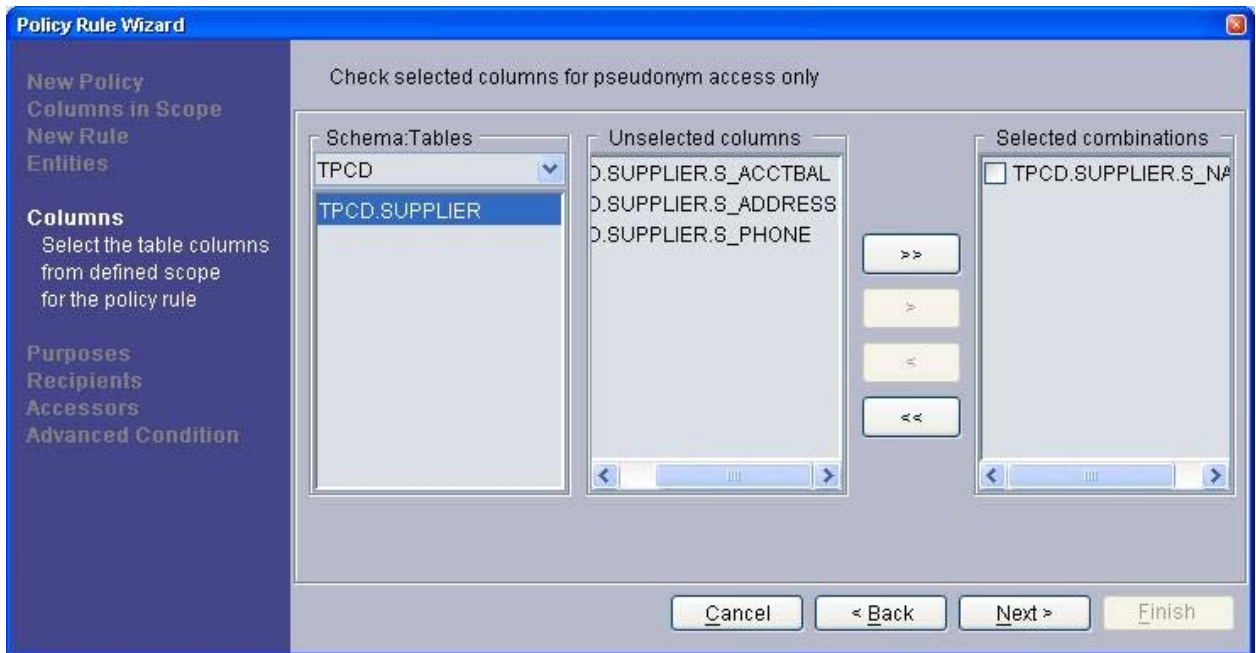 Policy Rule Wizard
New Policy
Columns in Scope
New Rule
Entities
Columns
Select the table columns
from defined scope
for the policy rule
Purposes
Recipients
Accessors
Advanced Condition
Check selected columns for pseudonym access only
Schema:Tables
TPCD
TPCD.SUPPLIER
Unselected columns
D.SUPPLIER.S_ACCTBAL
D.SUPPLIER.S_ADDRESS
D.SUPPLIER.S_PHONE
>>
>
<
<<
Selected combinations
TPCD.SUPPLIER.S_NA
Cancel
< Back
Next >
Finish